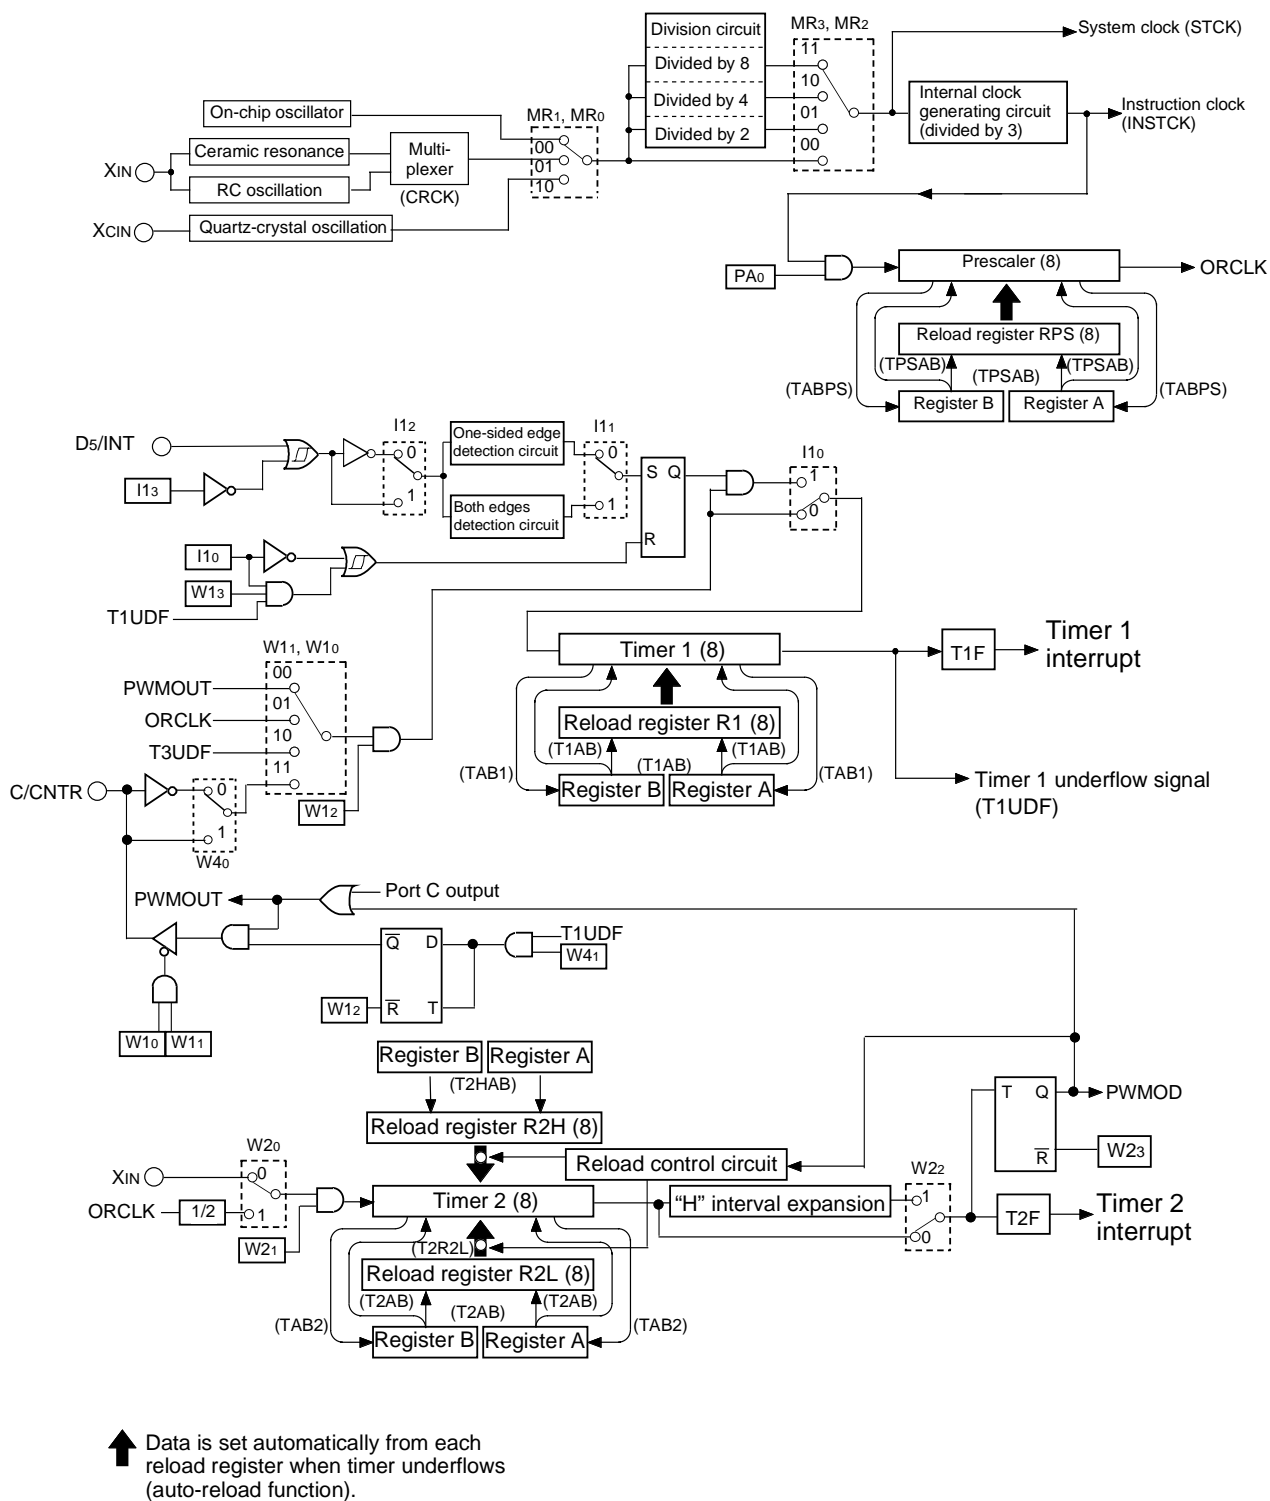 Division circuit
MR3, MR2
System clock (STCK)
11
Divided by 8
10
Divided by 4
01
Divided by 2
00
Internal clock
generating circuit
(divided by 3)
Instruction clock
(INSTCK)
On-chip oscillator
MR1, MR0
00
01
10
Ceramic resonance
Multi-
plexer
(CRCK)
XIN
RC oscillation
XCIN
Quartz-crystal oscillation
PA0
Prescaler (8)
ORCLK
Reload register RPS (8)
(TPSAB)
(TPSAB)
(TPSAB)
(TABPS)
(TABPS)
Register B
Register A
D5/INT
I13
I12
0
1
One-sided edge
detection circuit
Both edges
detection circuit
I11
0
1
S
Q
R
I10
1
0
I10
W13
T1UDF
W11, W10
00
01
10
11
PWMOUT
ORCLK
T3UDF
C/CNTR
0
1
W40
W12
Timer 1 (8)
T1F
Timer 1
interrupt
Reload register R1 (8)
(T1AB)
(T1AB)
(T1AB)
(TAB1)
(TAB1)
Register B
Register A
Timer 1 underflow signal
(T1UDF)
PWMOUT
Port C output
Q
D
R
T
T1UDF
W41
W12
W10
W11
Register B
Register A
(T2HAB)
Reload register R2H (8)
T
Q
R
PWMOD
W23
Reload control circuit
W20
0
1
XIN
ORCLK
1/2
W21
Timer 2 (8)
“H” interval expansion
W22
1
0
T2F
Timer 2
interrupt
(T2R2L)
Reload register R2L (8)
(T2AB)
(T2AB)
(T2AB)
(TAB2)
(TAB2)
Register B
Register A
Data is set automatically from each
reload register when timer underflows
(auto-reload function).